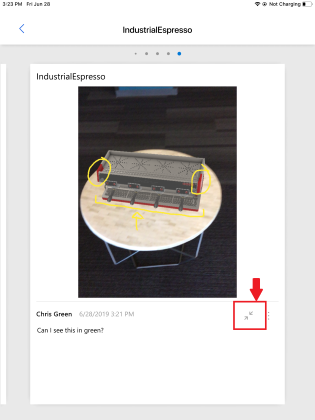 3:23 PM Fri Jun 28
Not Charging
IndustrialEspresso
IndustrialEspresso
Chris Green 6/28/2019 3:21 PM
Can I see this in green?